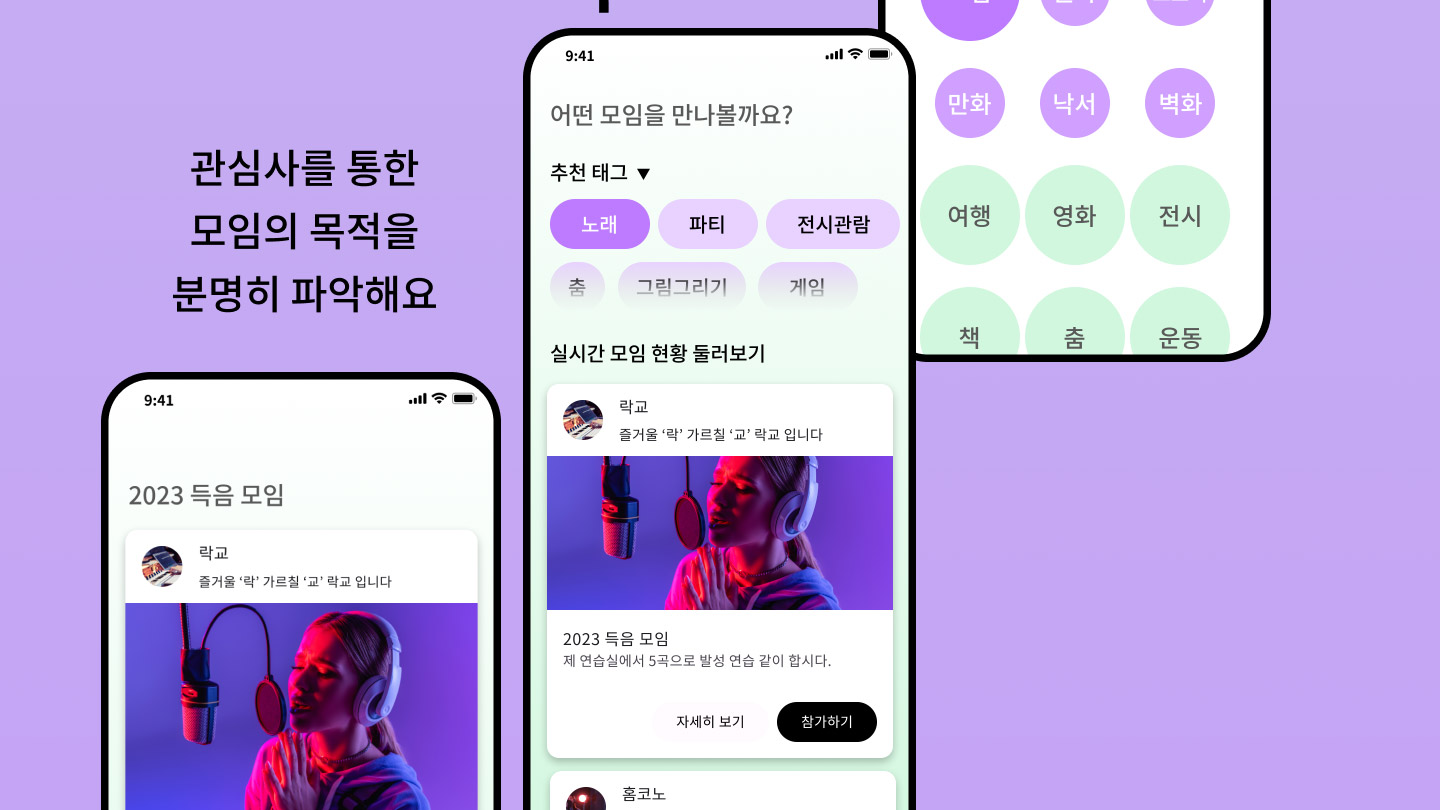 관심사를 통한
모임의 목적을
분명히 파악해요
9:41
2023 득음 모임
락교
즐거울 ‘락’ 가르칠 ‘교’ 락교 입니다
9:41
어떤 모임을 만나볼까요?
추천 태그 ▼
노래 파티 전시관람
춤 그림그리기 게임
실시간 모임 현황 둘러보기
락교
즐거울 ‘락’ 가르칠 ‘교’ 락교 입니다
2023 득음 모임
제 연습실에서 5곡으로 발성 연습 같이 합시다.
자세히 보기 참가하기
홈코노
만화 낙서 벽화
여행 영화 전시
책 춤 운동